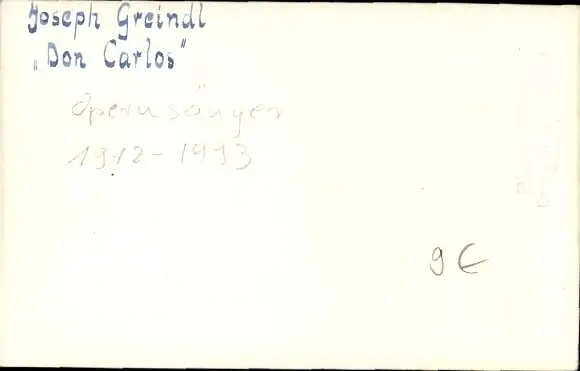 Joseph Greindl
„Don Carlos"
Opernsänger
1912-1993
9 €